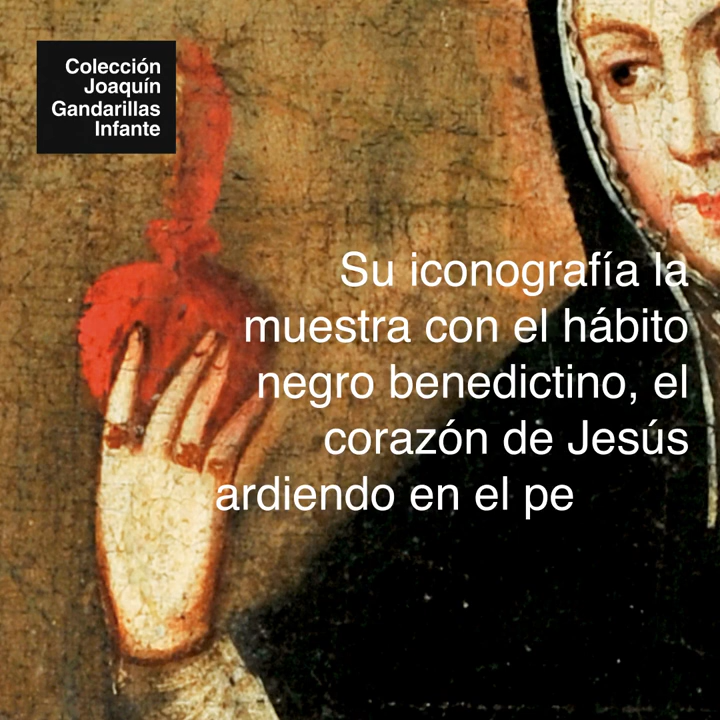 Colección
Joaquín
Gandarillas
Infante
Su iconografía la
muestra con el hábito
negro benedictino, el
corazón de Jesús
ardiendo en el pe